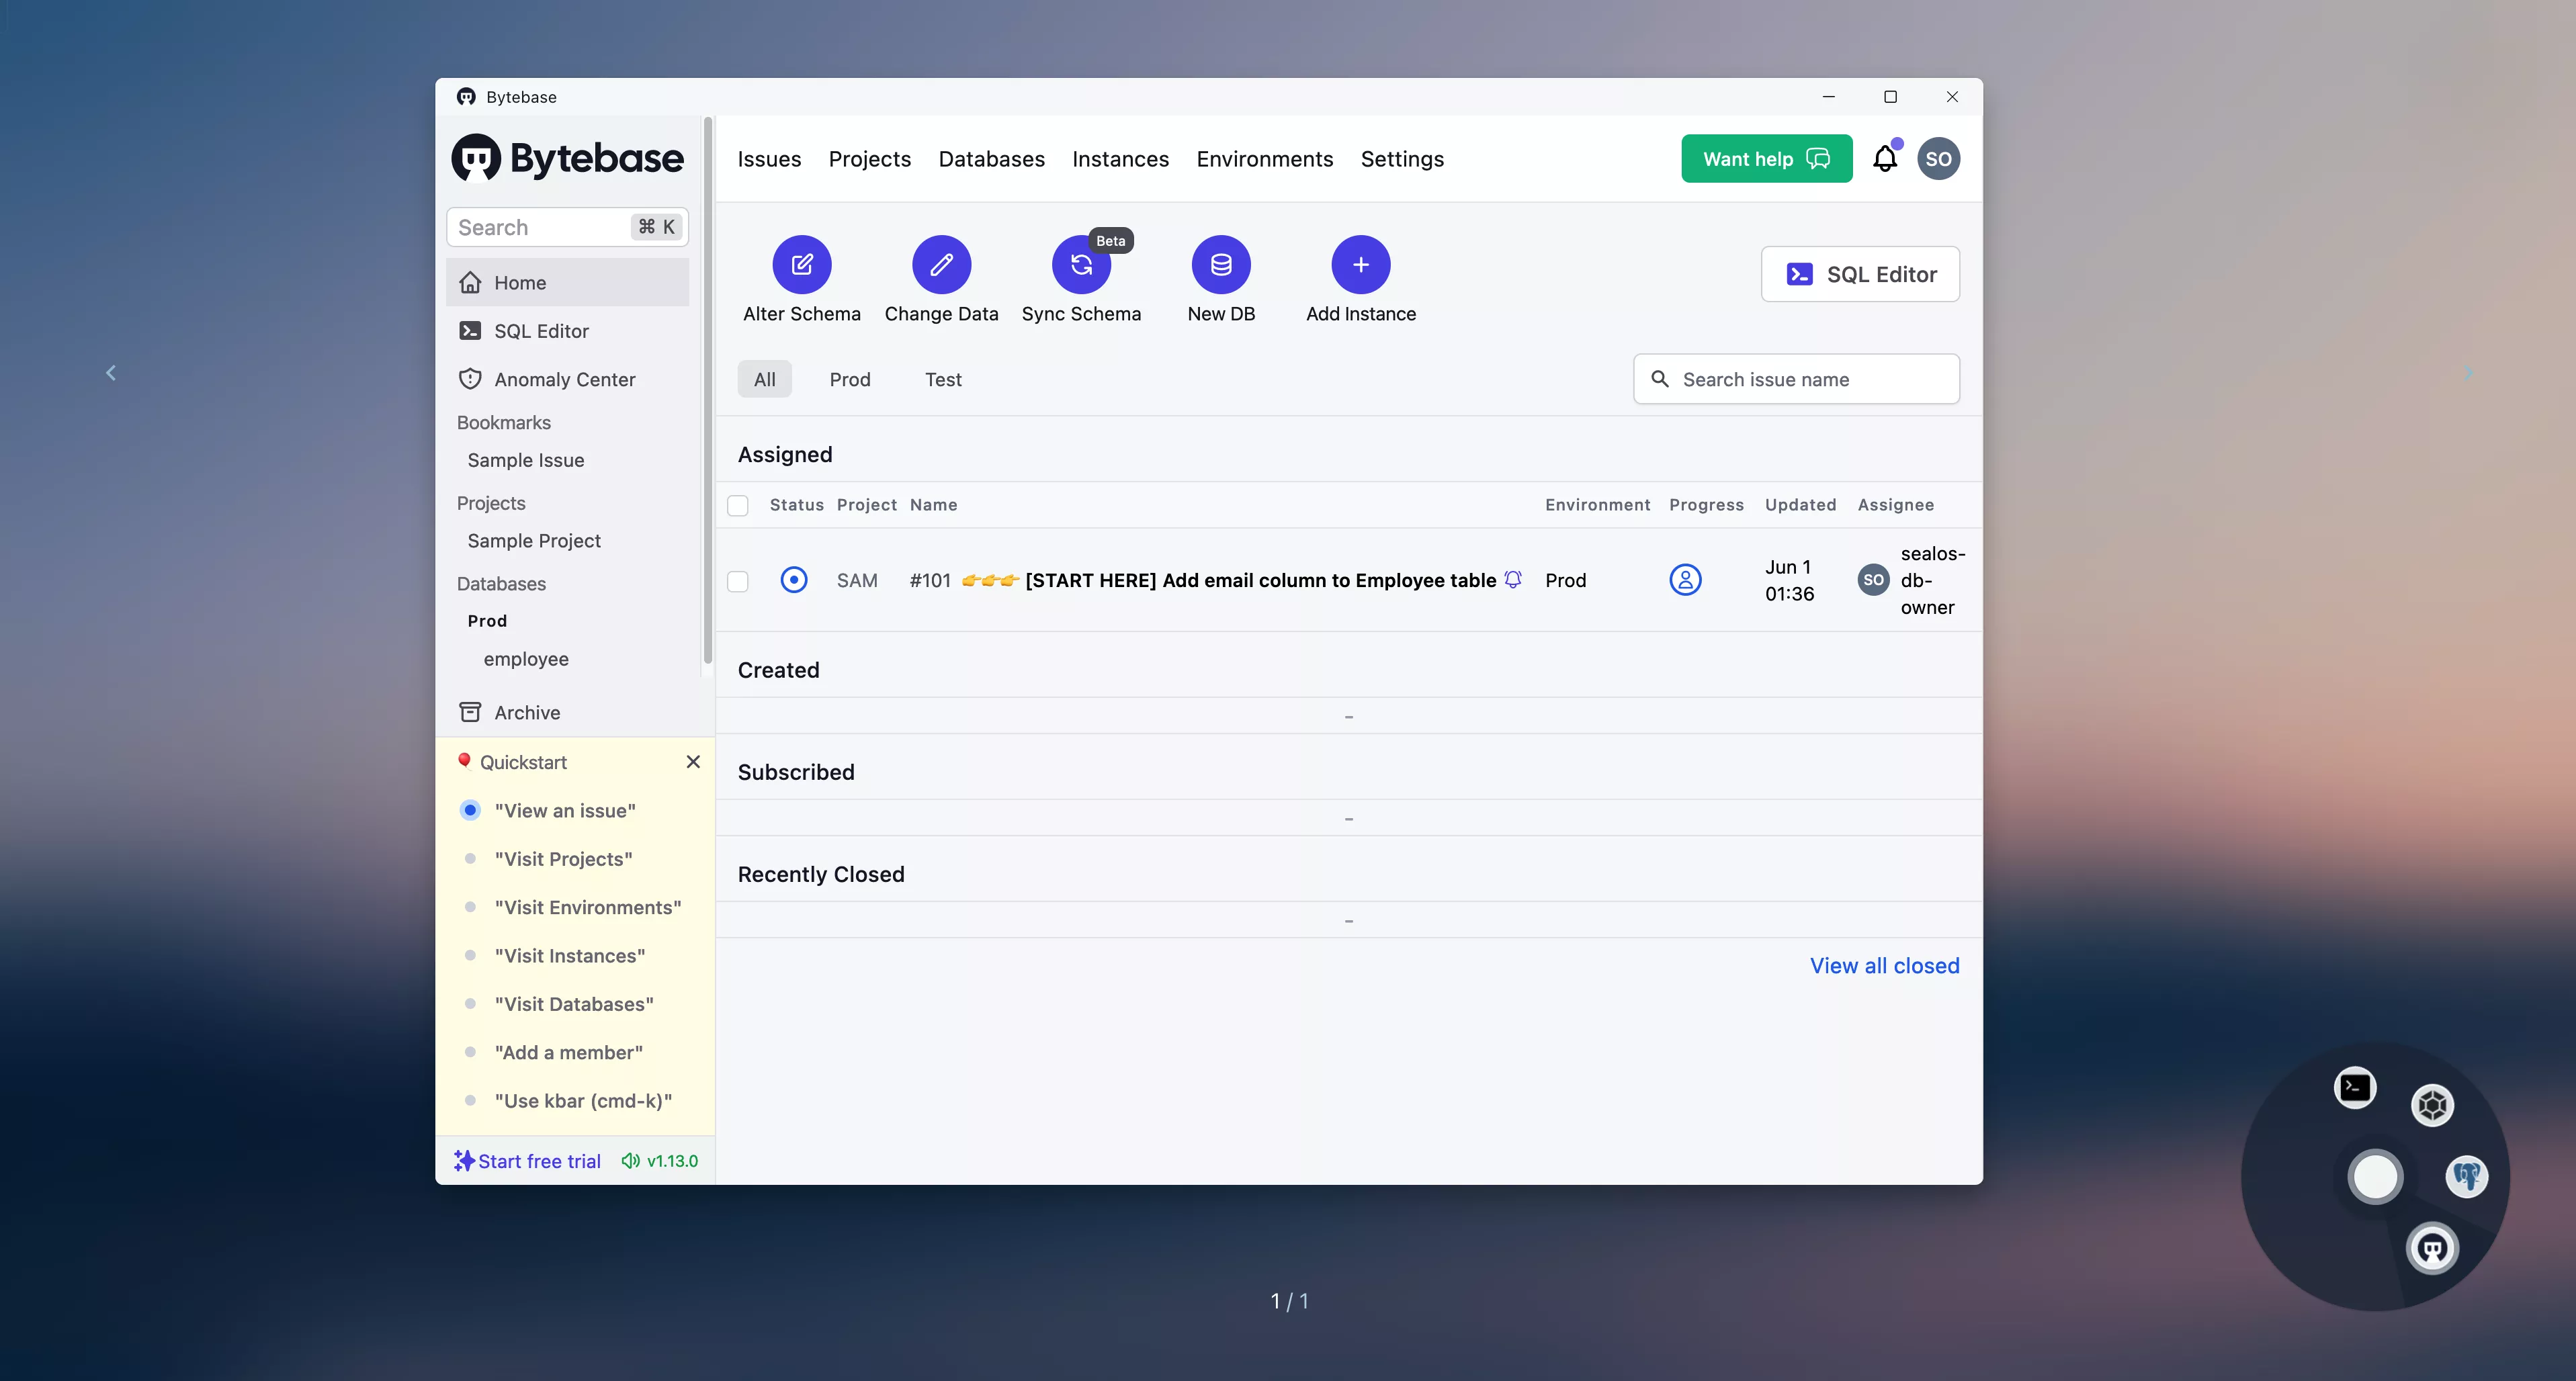 Bytebase
Bytebase
Search ⌘ K
Home
SQL Editor
Anomaly Center
Bookmarks
Sample Issue
Projects
Sample Project
Databases
Prod
employee
Archive
Quickstart
"View an issue"
"Visit Projects"
"Visit Environments"
"Visit Instances"
"Visit Databases"
"Add a member"
"Use kbar (cmd-k)"
Start free trial v1.13.0
Issues Projects Databases Instances Environments Settings
Want help SO
Beta
Alter Schema Change Data Sync Schema New DB Add Instance
SQL Editor
All Prod Test
Search issue name
Assigned
Status Project Name Environment Progress Updated Assignee
SAM #101 👉👉👉 [START HERE] Add email column to Employee table Prod
Jun 1
01:36
SO
sealos-
db-
owner
Created
-
Subscribed
-
Recently Closed
-
View all closed
1 / 1